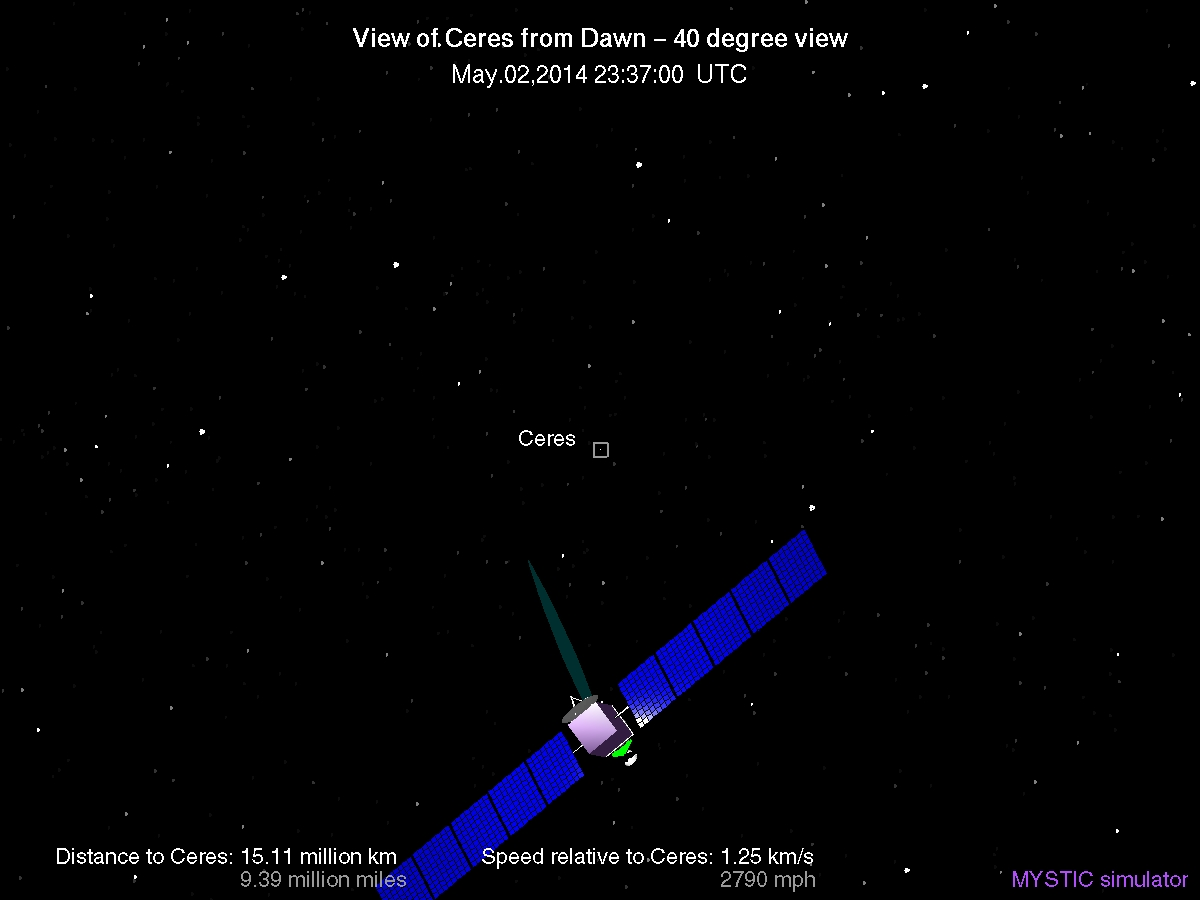 View of Ceres from Dawn – 40 degree view
May.02,2014 23:37:00 UTC
Ceres
Distance to Ceres: 15.11 million km
9.39 million miles
Speed relative to Ceres: 1.25 km/s
2790 mph
MYSTIC simulator